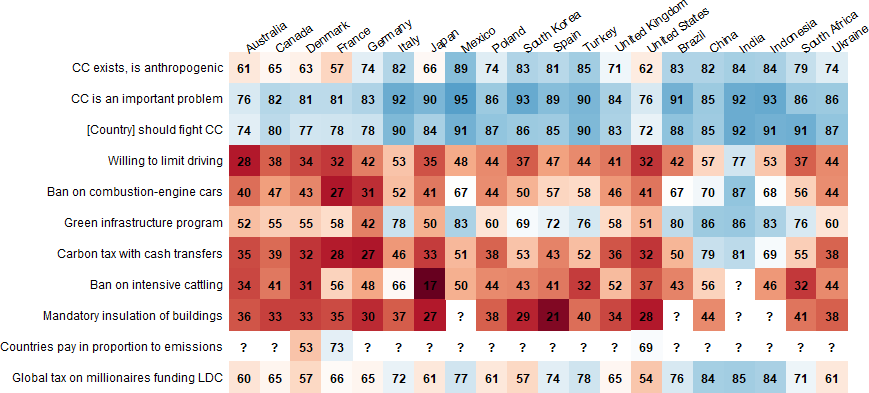 Australia Canada Denmark France Germany Italy Japan Mexico Poland South Korea Spain Turkey United Kingdom United States Brazil China India Indonesia South Africa Ukraine
CC exists, is anthropogenic 61 65 63 57 74 82 66 89 74 83 81 85 71 62 83 82 84 84 79 74
CC is an important problem 76 82 81 81 83 92 90 95 86 93 89 90 84 76 91 85 92 93 86 86
[Country] should fight CC 74 80 77 78 78 90 84 91 87 86 85 90 83 72 88 85 92 91 91 87
Willing to limit driving 28 38 34 32 42 53 35 48 44 37 47 44 41 32 42 57 77 53 37 44
Ban on combustion-engine cars 40 47 43 27 31 52 41 67 44 50 57 58 46 41 67 70 87 68 56 44
Green infrastructure program 52 55 55 58 42 78 50 83 60 69 72 76 58 51 80 86 86 83 76 60
Carbon tax with cash transfers 35 39 32 28 27 46 33 51 38 53 43 52 36 32 50 79 81 69 55 38
Ban on intensive cattling 34 41 31 56 48 66 17 50 44 43 41 32 52 37 43 56 ? 46 32 44
Mandatory insulation of buildings 36 33 33 35 30 37 27 ? 38 29 21 40 34 28 ? 44 ? ? 41 38
Countries pay in proportion to emissions ? ? 53 73 ? ? ? ? ? ? ? ? ? 69 ? ? ? ? ? ?
Global tax on millionaires funding LDC 60 65 57 66 65 72 61 77 61 57 74 78 65 54 76 84 85 84 71 61